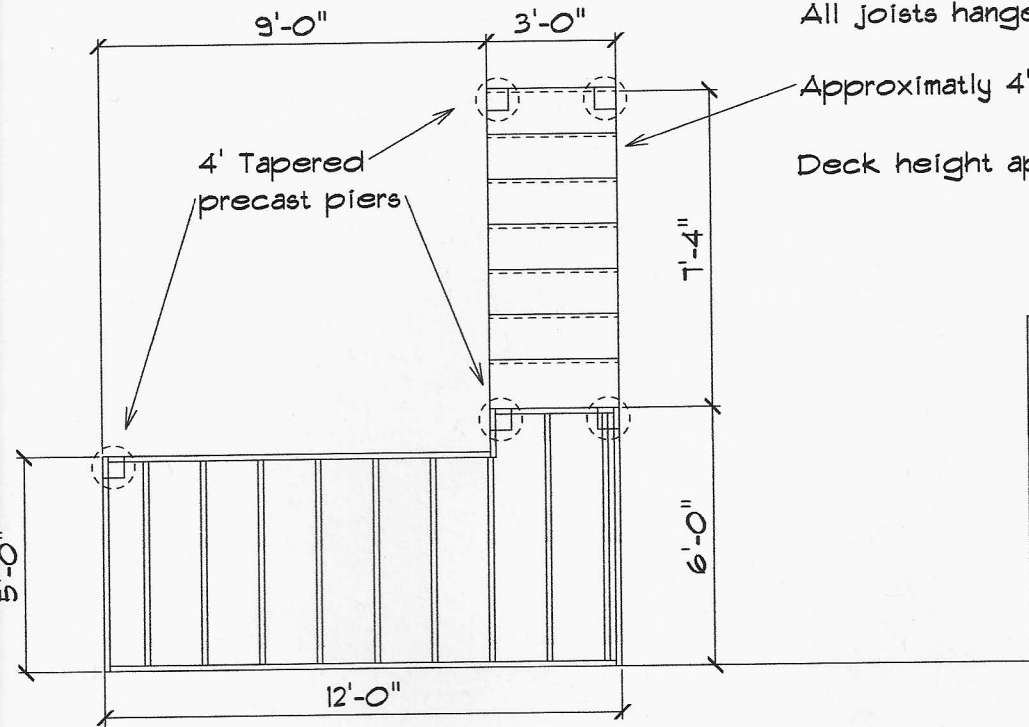 9'-0"
3'-0"
All joists hange
Approximatly 4'
Deck height ap
4' Tapered
precast piers
7'-4"
6'-0"
5'-0"
12'-0"